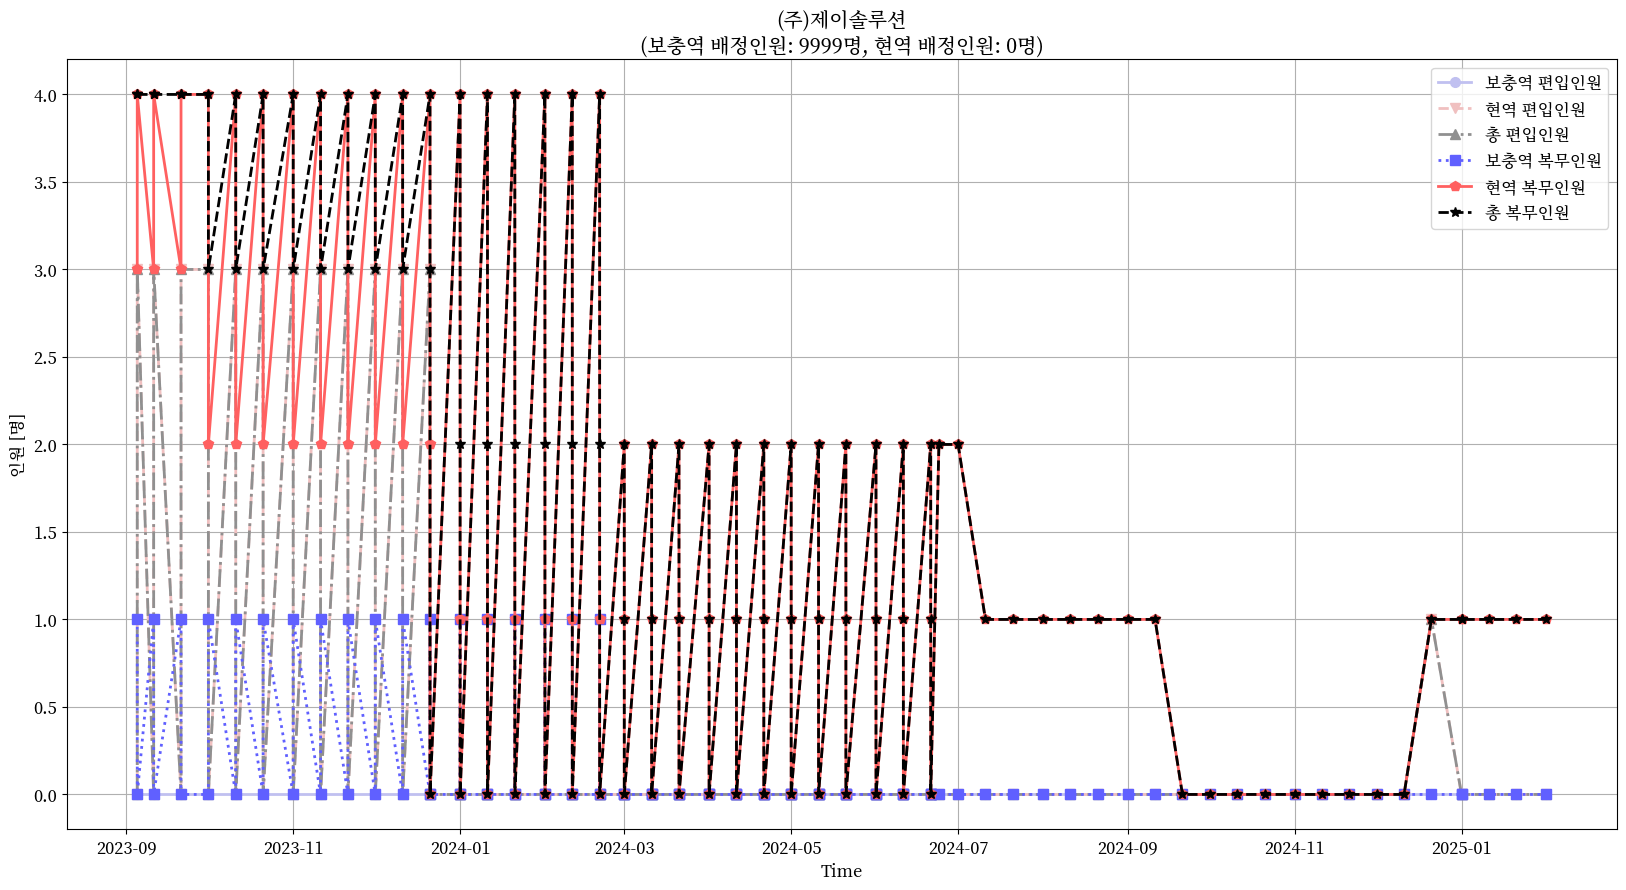 (주)제이솔루션
(보충역 배정인원: 9999명, 현역 배정인원: 0명)
보충역 편입인원
현역 편입인원
총 편입인원
보충역 복무인원
현역 복무인원
총 복무인원
인원 [명]
4.0
3.5
3.0
2.5
2.0
1.5
1.0
0.5
0.0
2023-09 2023-11 2024-01 2024-03 2024-05 2024-07 2024-09 2024-11 2025-01
Time